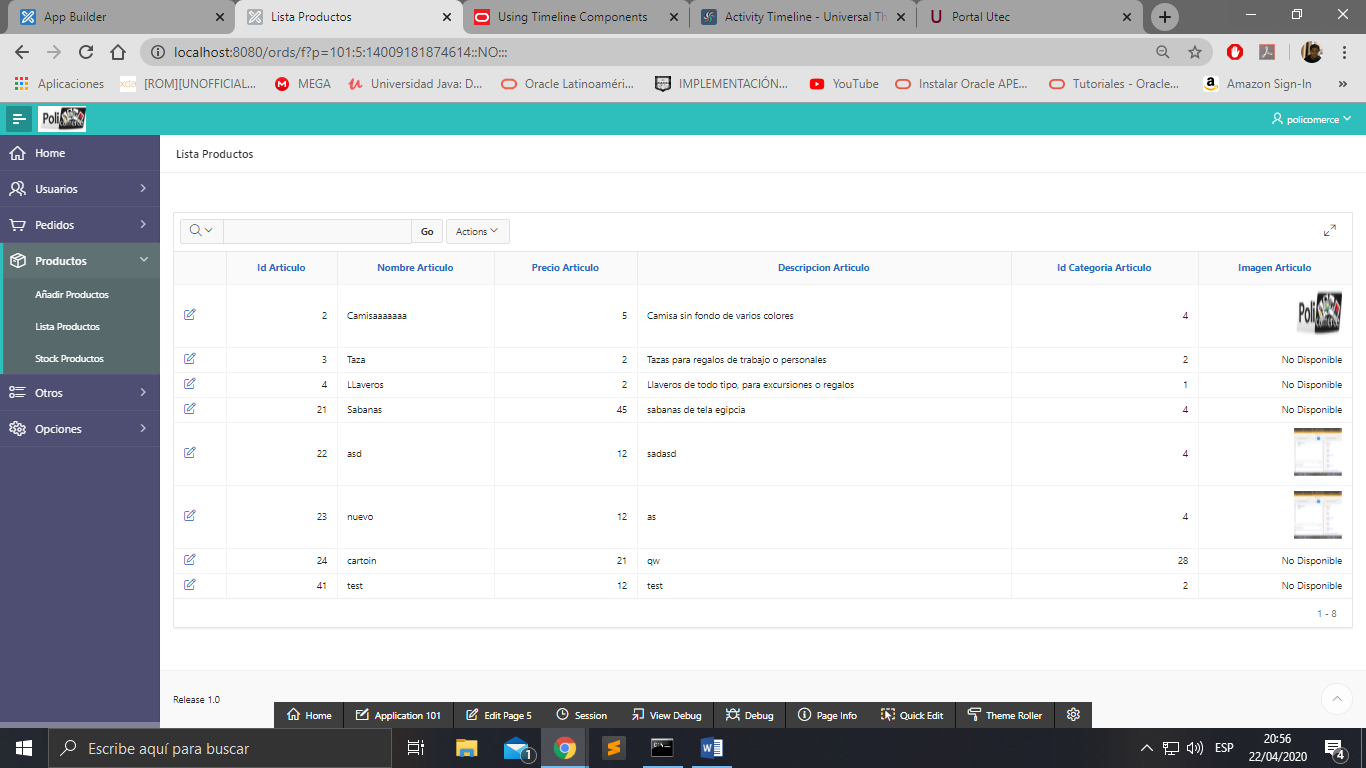 App Builder
Lista Productos
Using Timeline Components
Activity Timeline - Universal Th
Portal Utec
localhost:8080/ords/f?p=101:5:14009181874614::NO:::
Aplicaciones
[ROM][UNOFFICIAL...
MEGA
Universidad Java: D...
Oracle Latinoaméri...
IMPLEMENTACIÓN...
YouTube
Instalar Oracle APE...
Tutoriales - Oracle...
Amazon Sign-In
»
Poli
policomerce
Home
Usuarios
Pedidos
Productos
Añadir Productos
Lista Productos
Stock Productos
Otros
Opciones
Lista Productos
Go
Actions
Id Articulo Nombre Articulo Precio Articulo Descripcion Articulo Id Categoria Articulo Imagen Articulo
2 Camisaaaaaaa 5 Camisa sin fondo de varios colores 4 Poli
3 Taza 2 Tazas para regalos de trabajo o personales 2 No Disponible
4 LLaveros 2 Llaveros de todo tipo, para excursiones o regalos 1 No Disponible
21 Sabanas 45 sabanas de tela egipcia 4 No Disponible
22 asd 12 sadasd 4
23 nuevo 12 as 4
24 cartoin 21 qw 28 No Disponible
41 test 12 test 2 No Disponible
1 - 8
Release 1.0
Home
Application 101
Edit Page 5
Session
View Debug
Debug
Page Info
Quick Edit
Theme Roller
Escribe aquí para buscar
1
ESP
20:56
22/04/2020
4